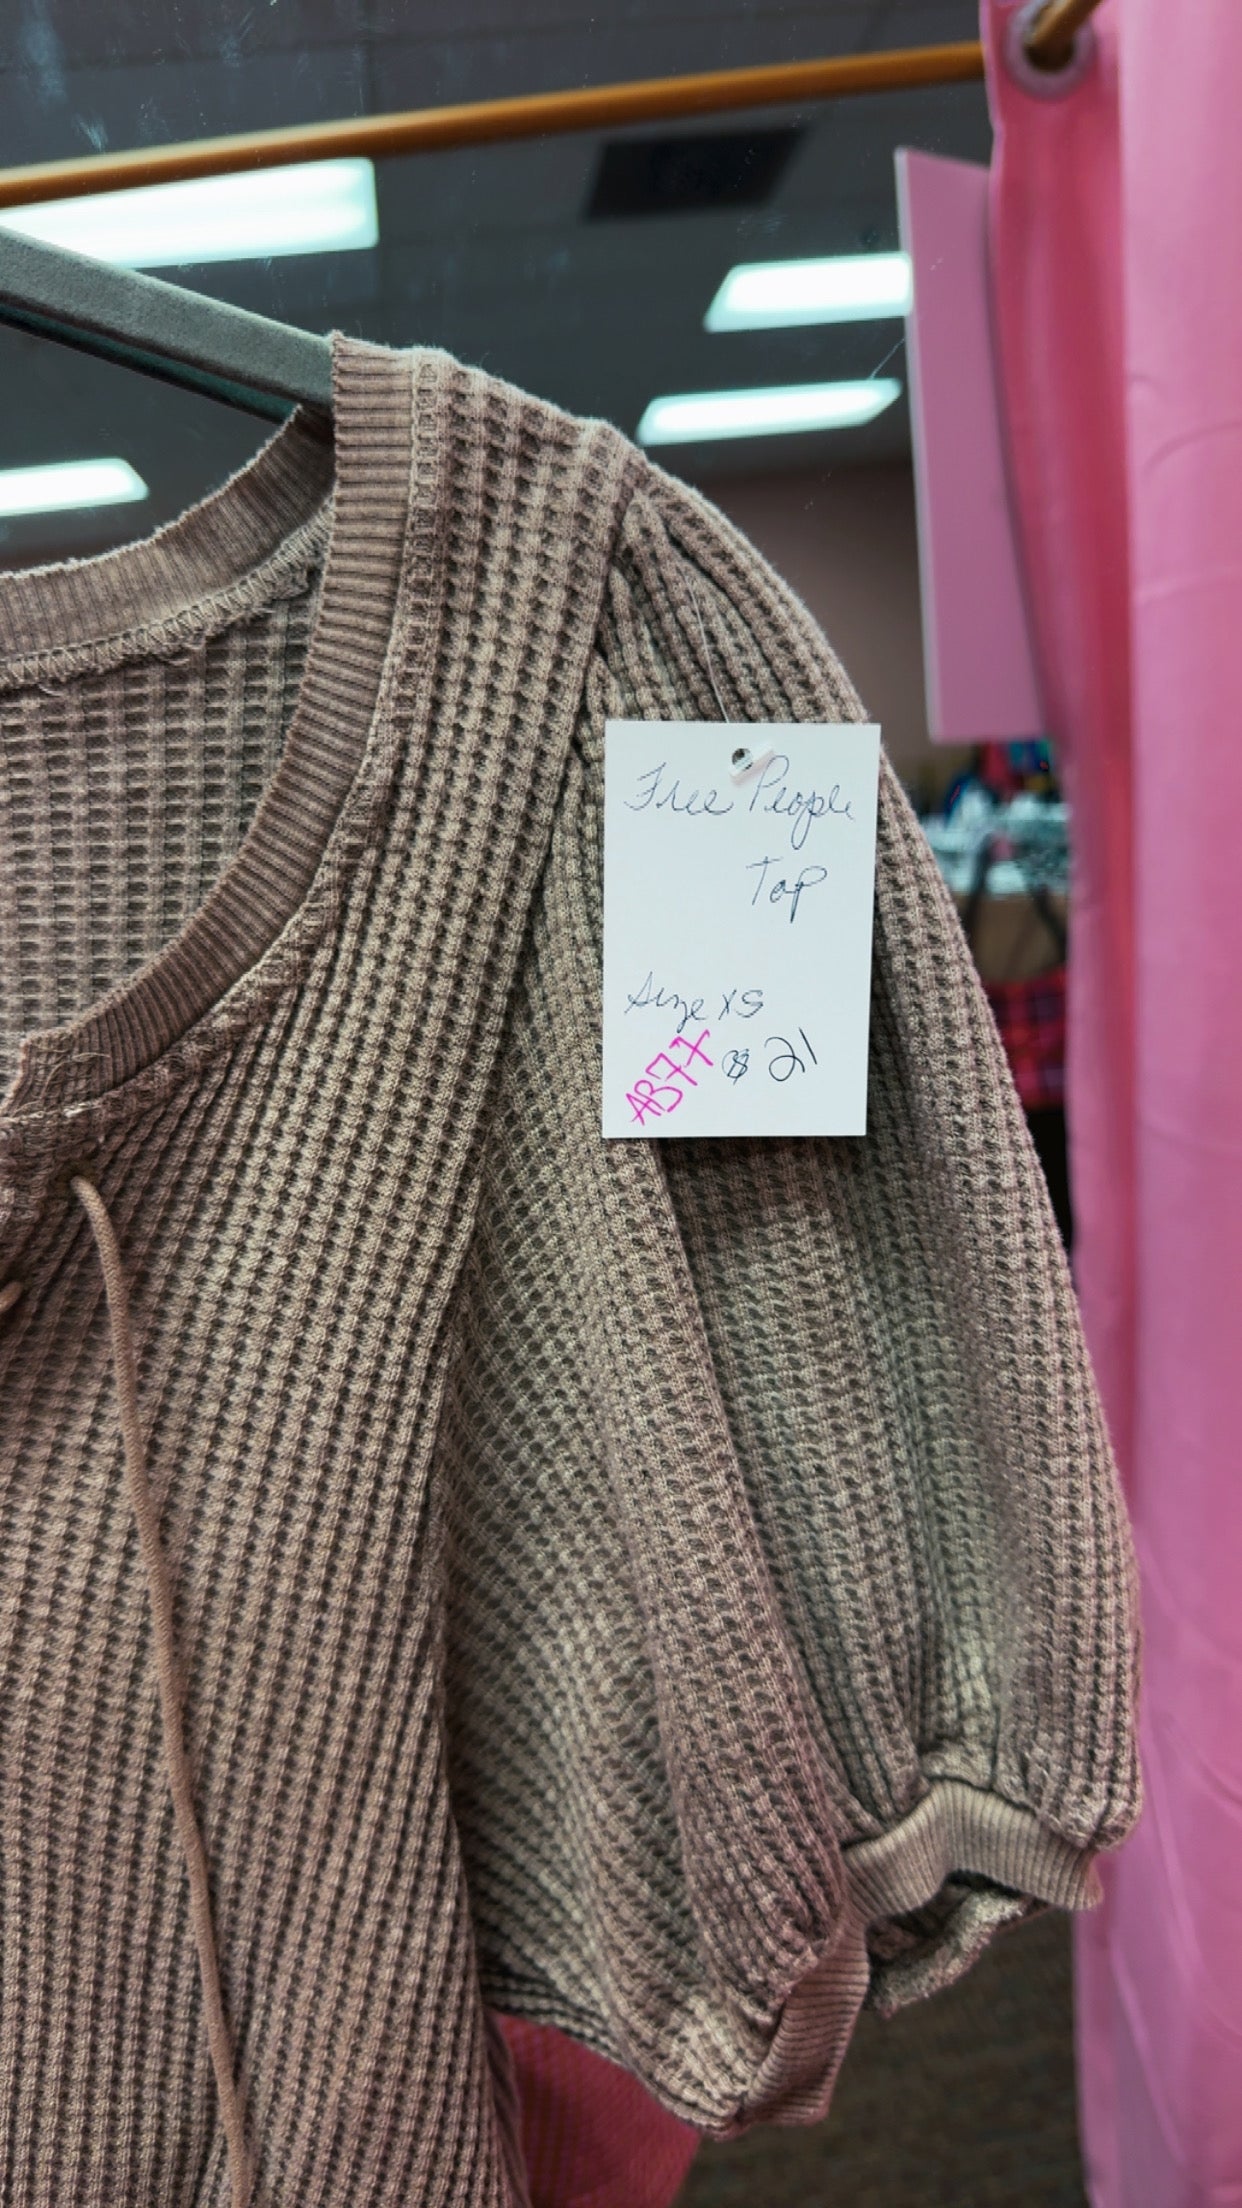 Free People
Top
Size XS
AB77 $ 21